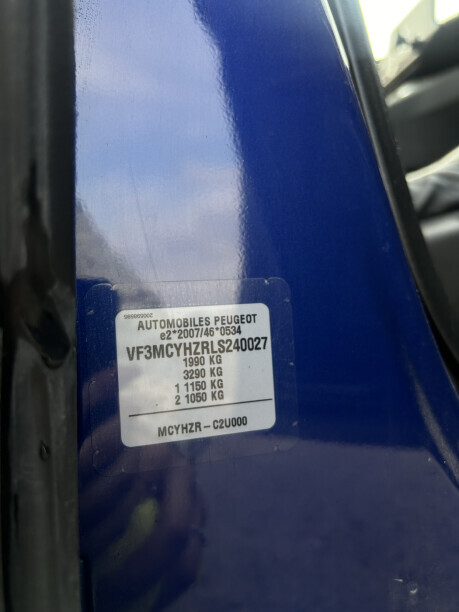 AUTOMOBILES PEUGEOT
e2*2007/46*0534
VF3MCYHZRLS240027
1990 KG
3290 KG
1 1150 KG
2 1050 KG
MCYHZR - C2U000